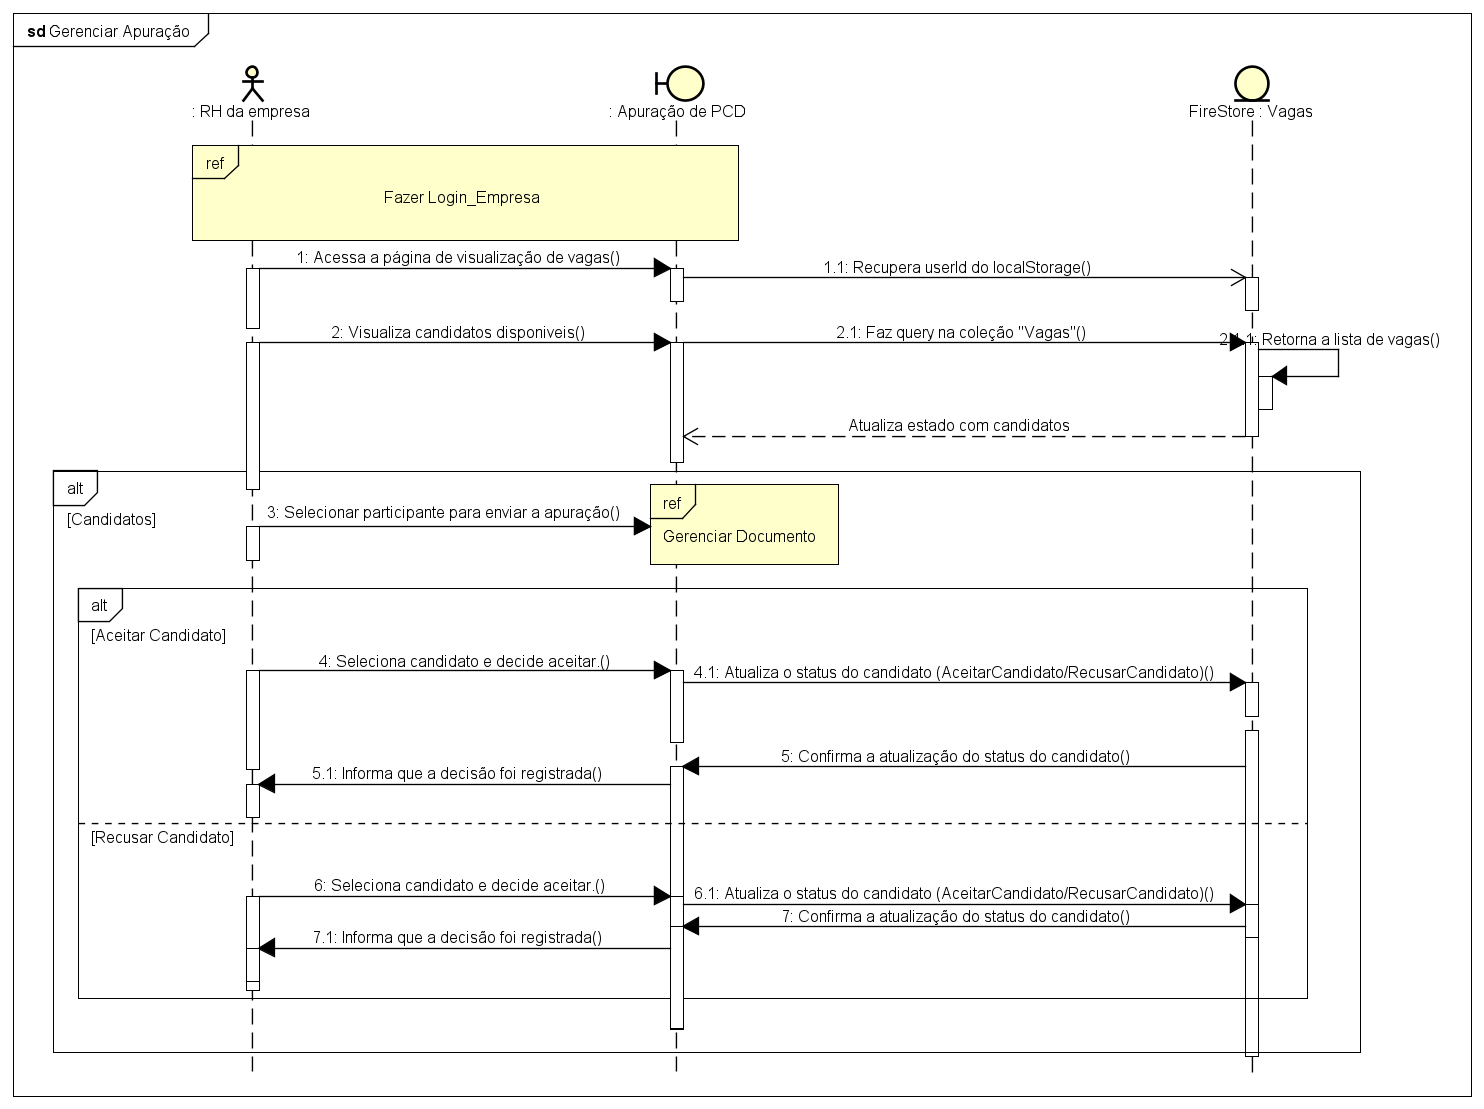 sd Gerenciar Apuração
: RH da empresa
: Apuração de PCD
FireStore : Vagas
ref
Fazer Login_Empresa
1: Acessa a página de visualização de vagas()
1.1: Recupera userId do localStorage()
2: Visualiza candidatos disponiveis()
2.1: Faz query na coleção "Vagas"()
2.1.1: Retorna a lista de vagas()
Atualiza estado com candidatos
alt
[Candidatos]
3: Selecionar participante para enviar a apuração()
ref
Gerenciar Documento
alt
[Aceitar Candidato]
4: Seleciona candidato e decide aceitar.()
4.1: Atualiza o status do candidato (AceitarCandidato/RecusarCandidato)()
5: Confirma a atualização do status do candidato()
5.1: Informa que a decisão foi registrada()
[Recusar Candidato]
6: Seleciona candidato e decide aceitar.()
6.1: Atualiza o status do candidato (AceitarCandidato/RecusarCandidato)()
7: Confirma a atualização do status do candidato()
7.1: Informa que a decisão foi registrada()